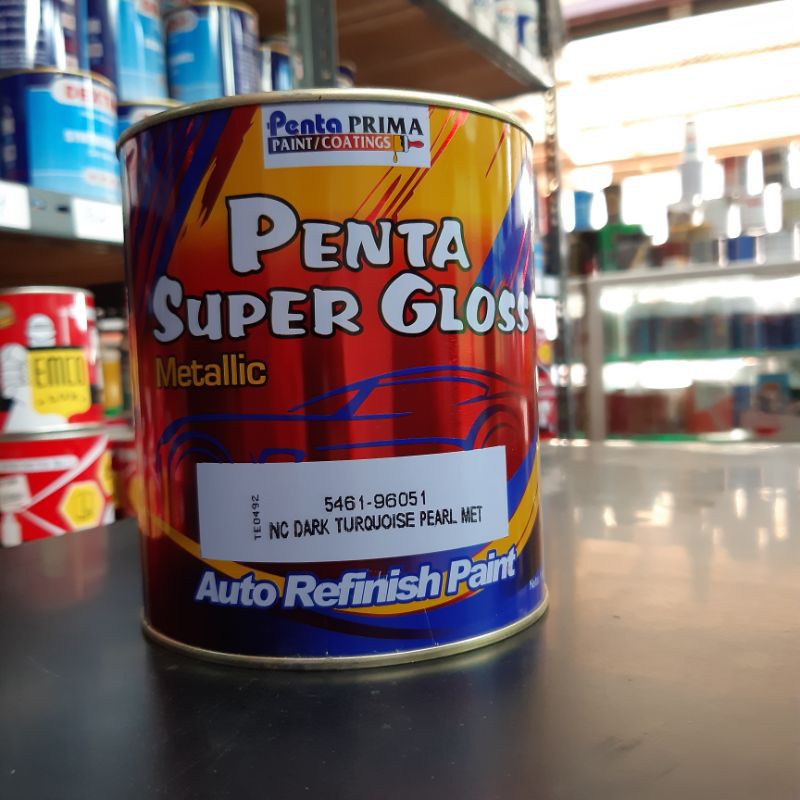 Penta PRIMA
PAINT/COATINGS
PENTA
SUPER GLOSS
Metallic
TE0492
5461-96051
NC DARK TURQUOISE PEARL MET
Auto Refinish Paint
EMCO